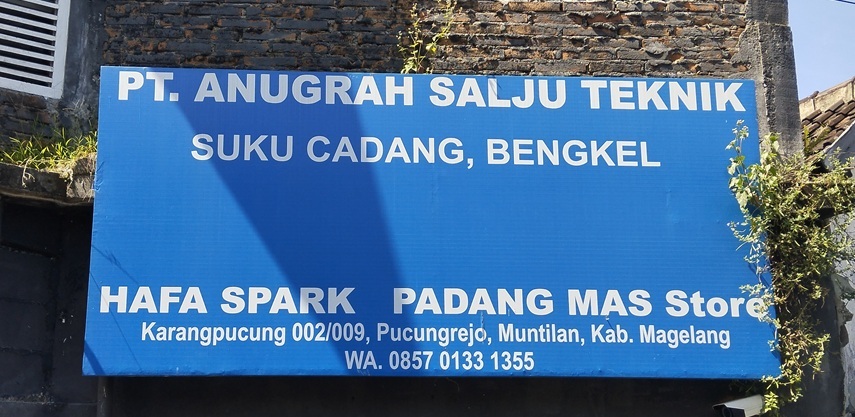 PT. ANUGRAH SALJU TEKNIK
SUKU CADANG, BENGKEL
HAFA SPARK PADANG MAS Store
Karangpucung 002/009, Pucungrejo, Muntilan, Kab. Magelang
WA. 0857 0133 1355